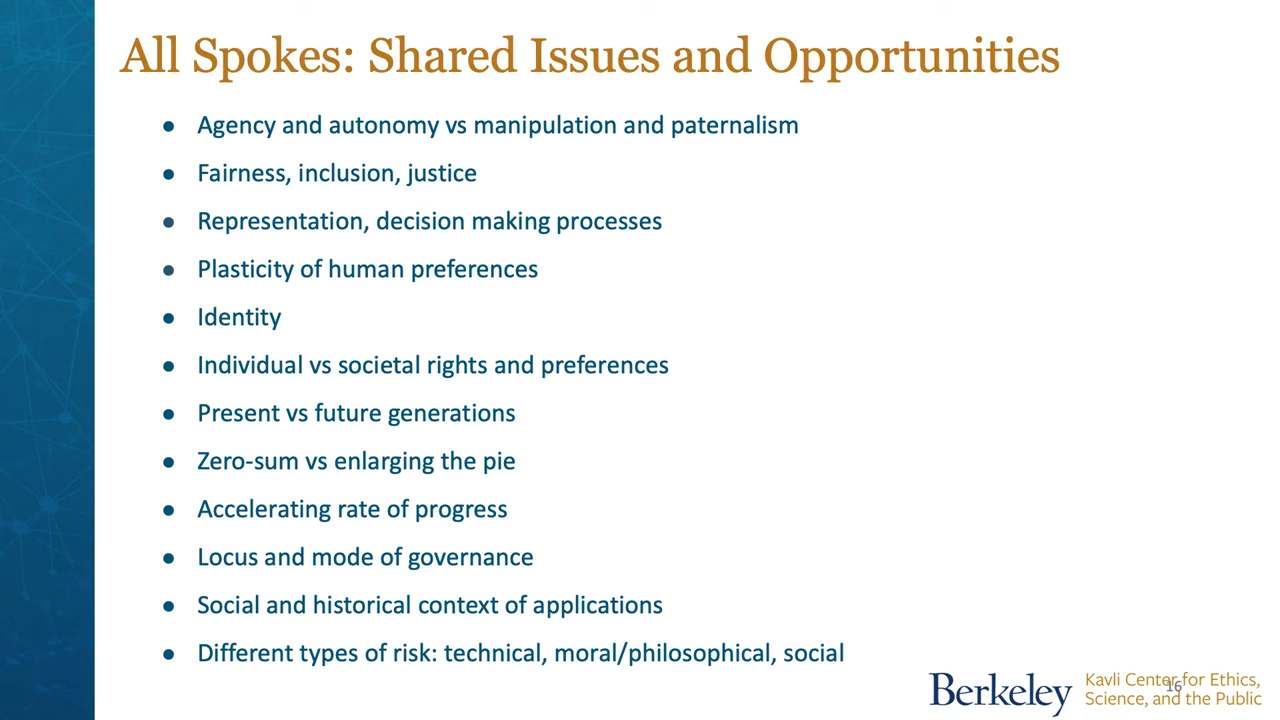 All Spokes: Shared Issues and Opportunities
● Agency and autonomy vs manipulation and paternalism
● Fairness, inclusion, justice
● Representation, decision making processes
● Plasticity of human preferences
● Identity
● Individual vs societal rights and preferences
● Present vs future generations
● Zero-sum vs enlarging the pie
● Accelerating rate of progress
● Locus and mode of governance
● Social and historical context of applications
● Different types of risk: technical, moral/philosophical, social
Berkeley
Kavli Center for Ethics,
Science, and the Public
16